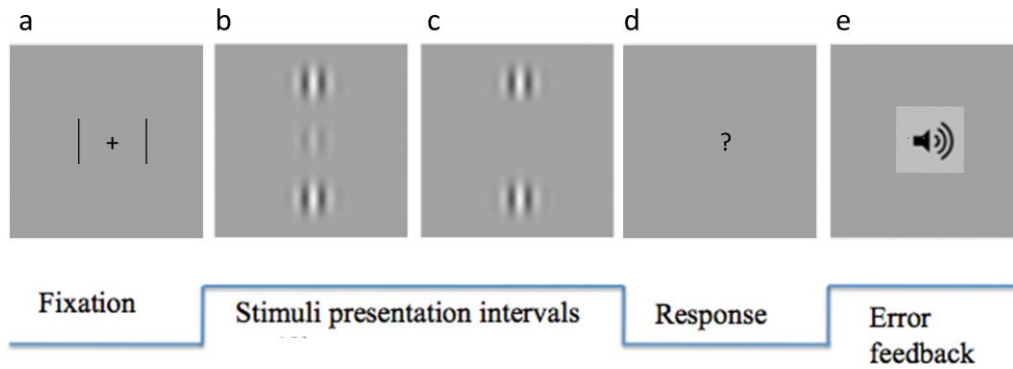 a b c d e
+
?
Fixation
Stimuli presentation intervals
Response
Error
feedback